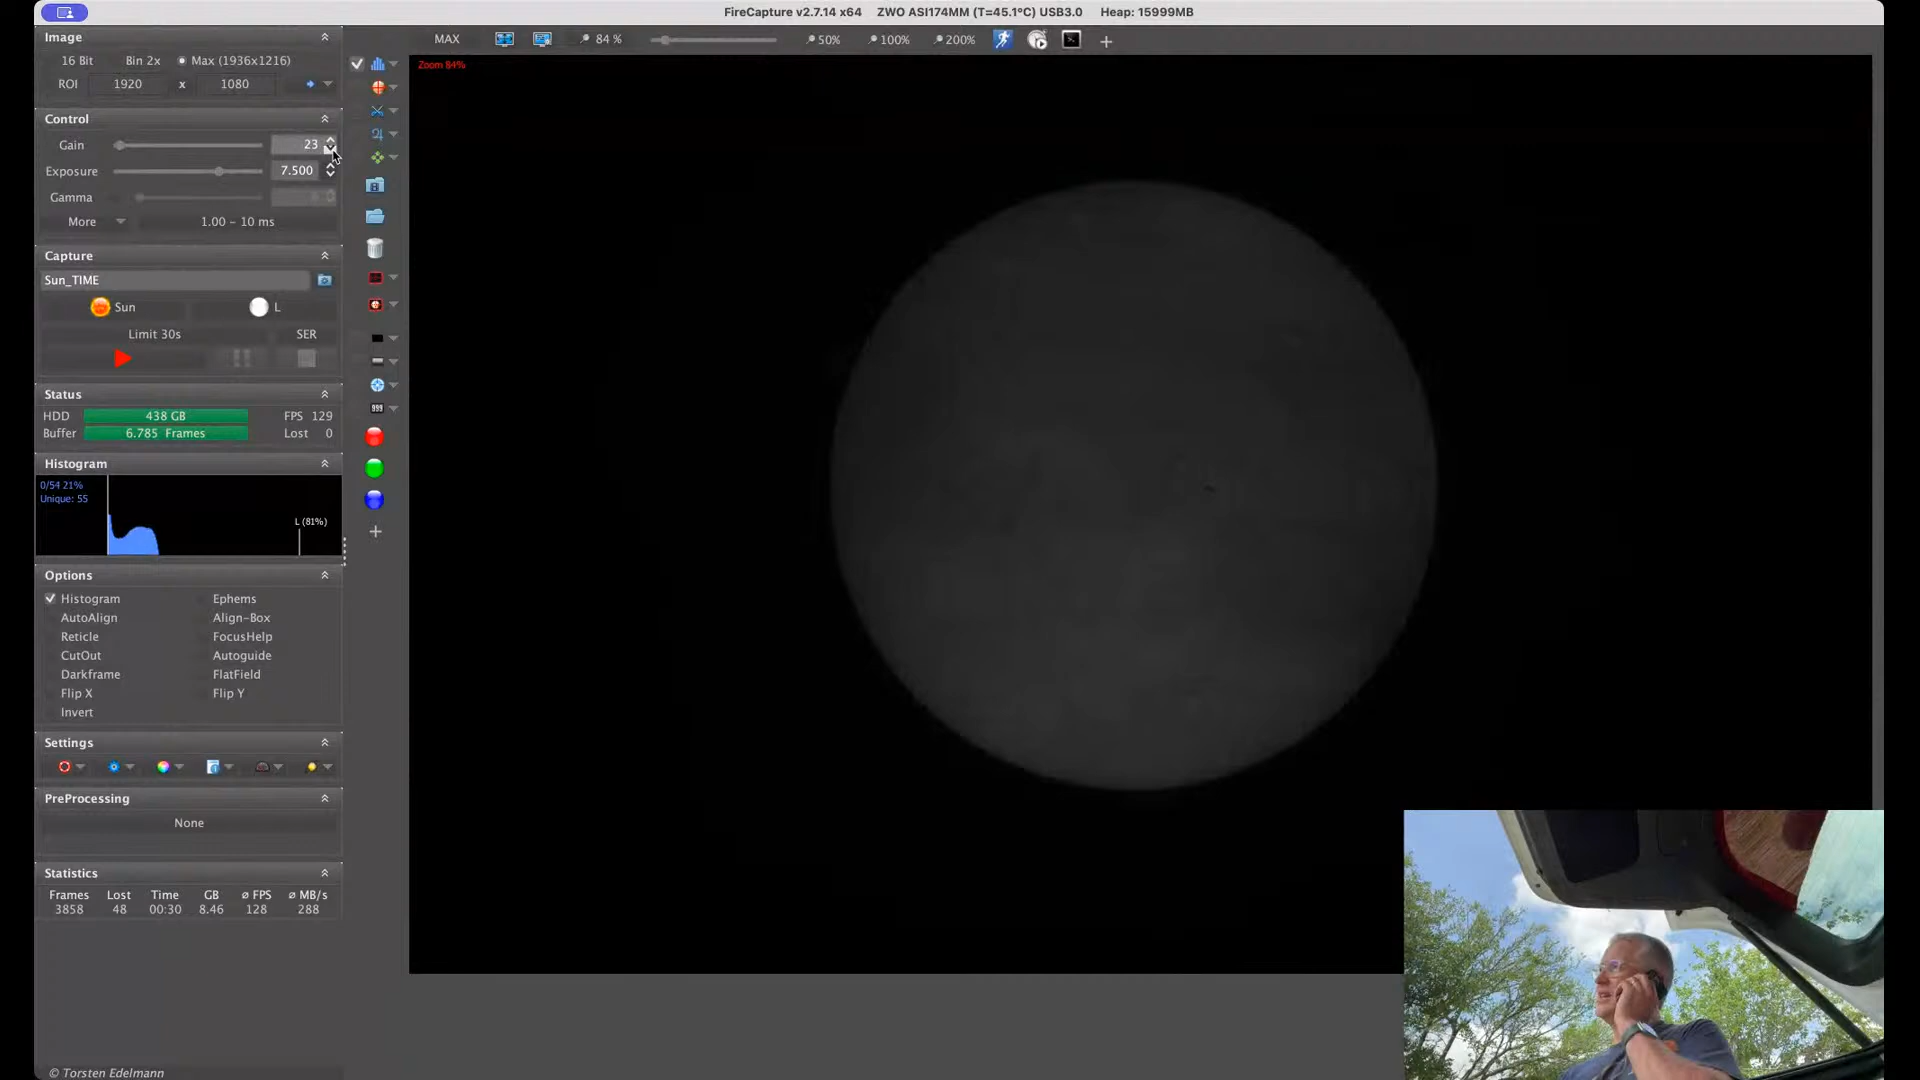 FireCapture v2.7.14 x64 ZWO ASI174MM (T=45.1°C) USB3.0 Heap: 15999MB
Image
MAX 84 % 50% 100% 200%
16 Bit Bin 2x Max (1936x1216)
Zoom 84%
ROI 1920 x 1080
Control
Gain 23
Exposure 7.500
Gamma
More 1.00 – 10 ms
Capture
Sun_TIME
Sun L
Limit 30s SER
Status
HDD 438 GB FPS 129
Buffer 6.785 Frames Lost 0
Histogram
0/54 21%
Unique: 55
L (81%)
Options
Histogram Ephems
AutoAlign Align-Box
Reticle FocusHelp
CutOut Autoguide
Darkframe FlatField
Flip X Flip Y
Invert
Settings
PreProcessing
None
Statistics
Frames Lost Time GB ø FPS ø MB/s
3858 48 00:30 8.46 128 288
© Torsten Edelmann